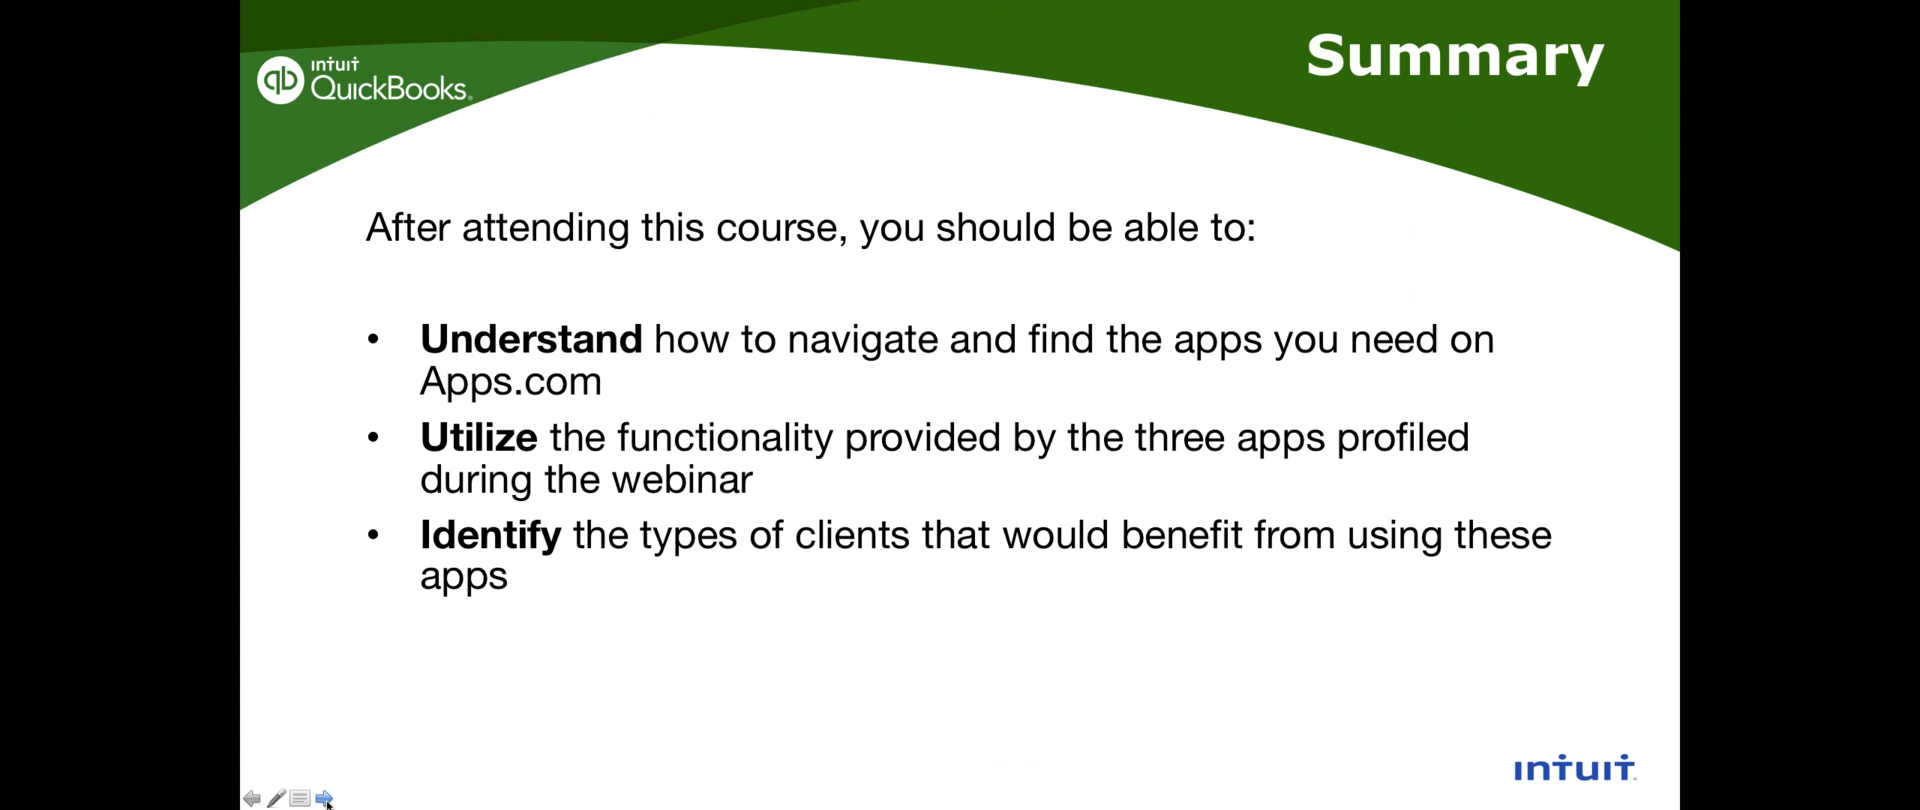 Summary
qb
intuit
QuickBooks.
After attending this course, you should be able to:
• Understand how to navigate and find the apps you need on
Apps.com
• Utilize the functionality provided by the three apps profiled
during the webinar
• Identify the types of clients that would benefit from using these
apps
intuit.